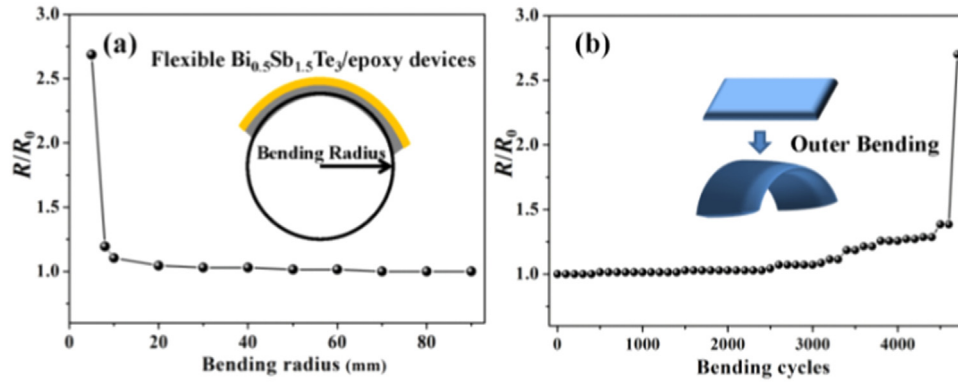 (a)
Flexible Bi0.5Sb1.5Te3/epoxy devices
Bending Radius
R/R0
3.0
2.5
2.0
1.5
1.0
0 20 40 60 80
Bending radius (mm)
(b)
Outer Bending
R/R0
3.0
2.5
2.0
1.5
1.0
0 1000 2000 3000 4000
Bending cycles